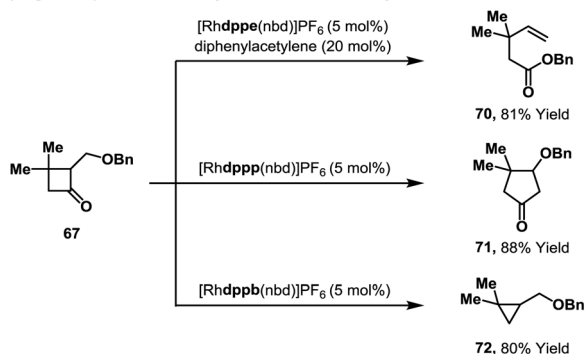 [Rhdppe(nbd)]PF6 (5 mol%)
diphenylacetylene (20 mol%)
Me
Me
OBn
O
70, 81% Yield
Me
Me
OBn
O
67
[Rhdppp(nbd)]PF6 (5 mol%)
Me
OBn
Me
O
71, 88% Yield
[Rhdppb(nbd)]PF6 (5 mol%)
Me
Me
OBn
72, 80% Yield